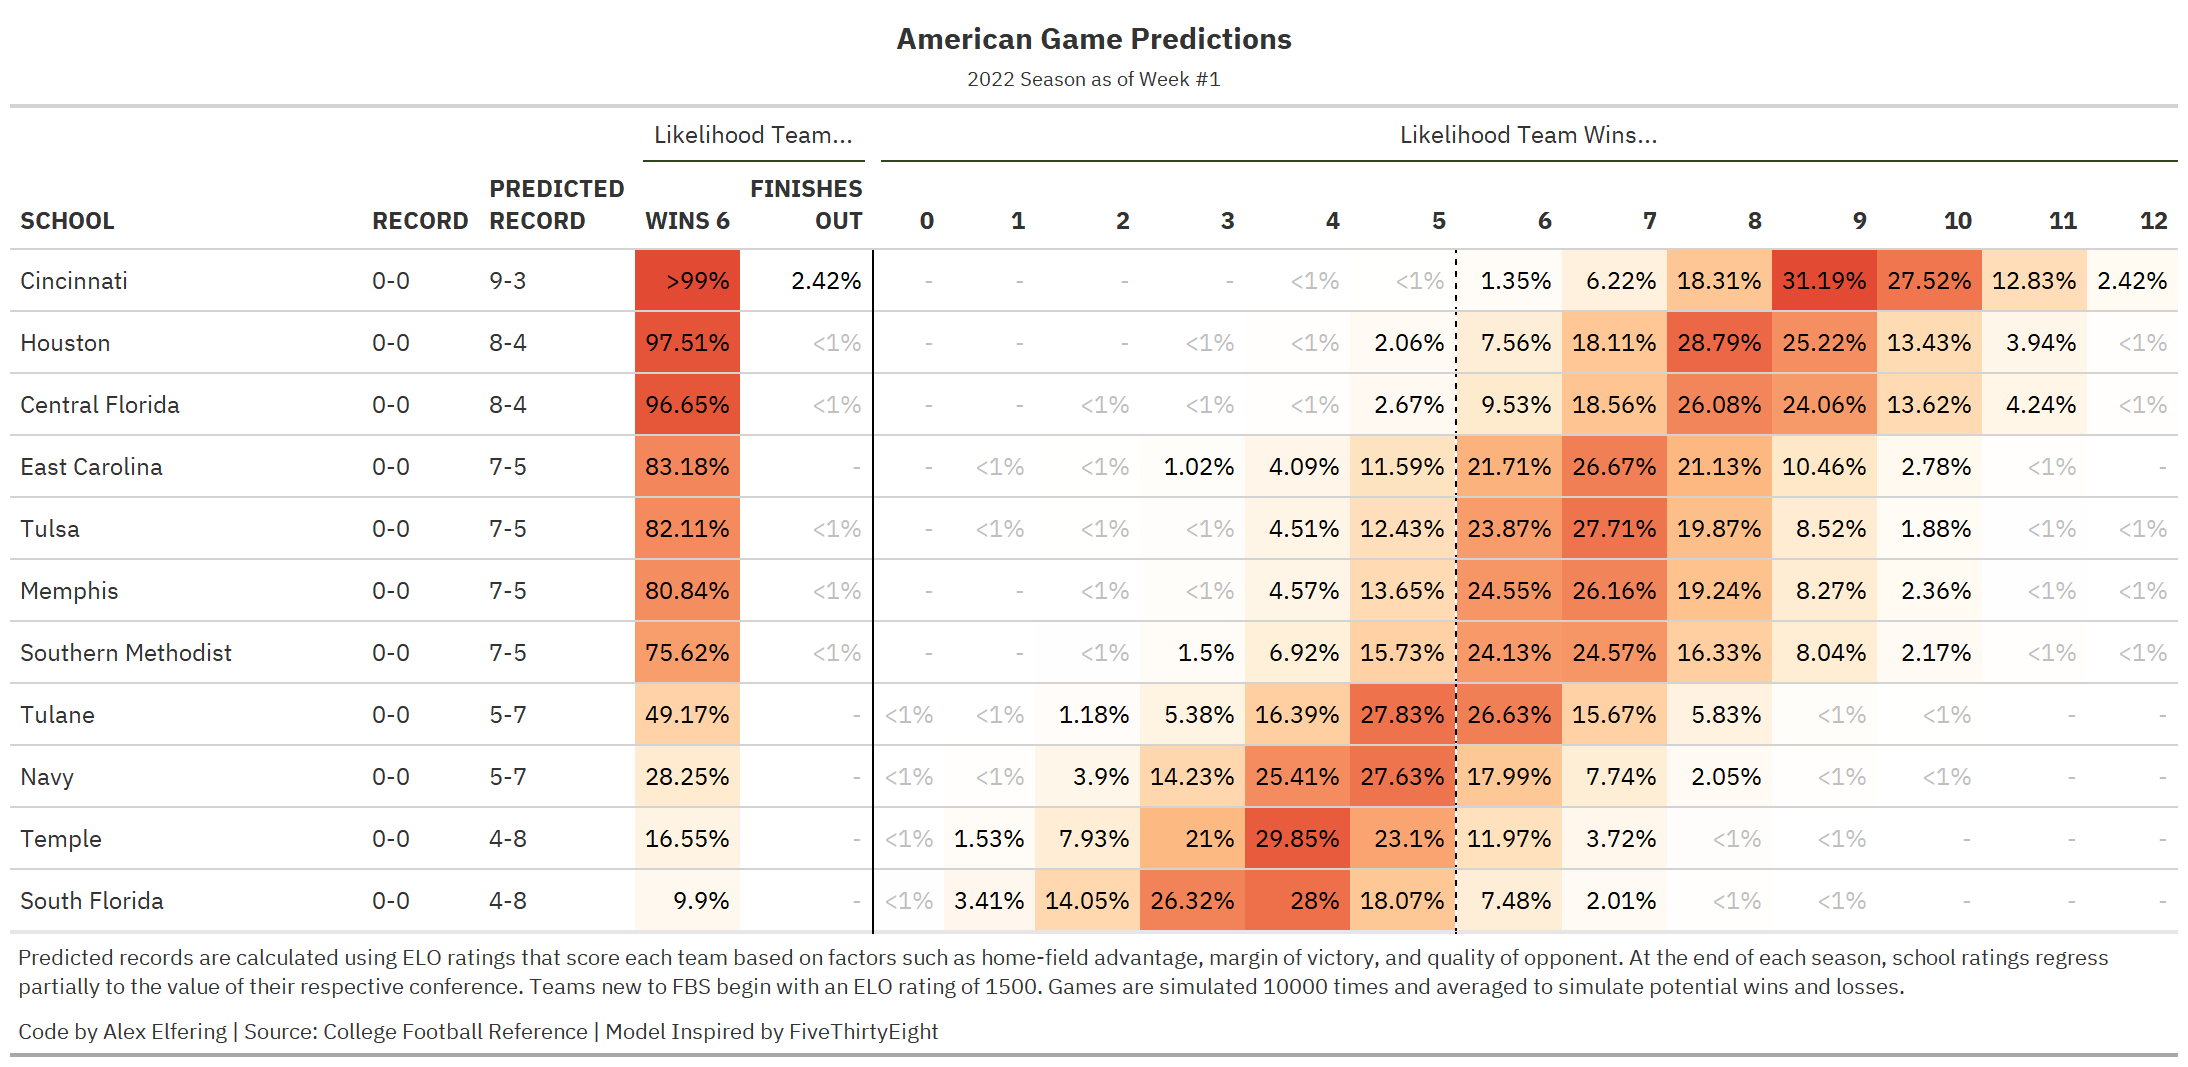 American Game Predictions
2022 Season as of Week #1
Likelihood Team... Likelihood Team Wins...
SCHOOL RECORD PREDICTED RECORD WINS 6 FINISHES OUT 0 1 2 3 4 5 6 7 8 9 10 11 12
Cincinnati 0-0 9-3 >99% 2.42% - - - - <1% <1% 1.35% 6.22% 18.31% 31.19% 27.52% 12.83% 2.42%
Houston 0-0 8-4 97.51% <1% - - - <1% <1% 2.06% 7.56% 18.11% 28.79% 25.22% 13.43% 3.94% <1%
Central Florida 0-0 8-4 96.65% <1% - - <1% <1% <1% 2.67% 9.53% 18.56% 26.08% 24.06% 13.62% 4.24% <1%
East Carolina 0-0 7-5 83.18% - - <1% <1% 1.02% 4.09% 11.59% 21.71% 26.67% 21.13% 10.46% 2.78% <1% -
Tulsa 0-0 7-5 82.11% <1% - <1% <1% <1% 4.51% 12.43% 23.87% 27.71% 19.87% 8.52% 1.88% <1% <1%
Memphis 0-0 7-5 80.84% <1% - - <1% <1% 4.57% 13.65% 24.55% 26.16% 19.24% 8.27% 2.36% <1% <1%
Southern Methodist 0-0 7-5 75.62% <1% - - <1% 1.5% 6.92% 15.73% 24.13% 24.57% 16.33% 8.04% 2.17% <1% <1%
Tulane 0-0 5-7 49.17% - <1% <1% 1.18% 5.38% 16.39% 27.83% 26.63% 15.67% 5.83% <1% <1% - -
Navy 0-0 5-7 28.25% - <1% <1% 3.9% 14.23% 25.41% 27.63% 17.99% 7.74% 2.05% <1% <1% - -
Temple 0-0 4-8 16.55% - <1% 1.53% 7.93% 21% 29.85% 23.1% 11.97% 3.72% <1% <1% - - -
South Florida 0-0 4-8 9.9% - <1% 3.41% 14.05% 26.32% 28% 18.07% 7.48% 2.01% <1% <1% - - -
Predicted records are calculated using ELO ratings that score each team based on factors such as home-field advantage, margin of victory, and quality of opponent. At the end of each season, school ratings regress
partially to the value of their respective conference. Teams new to FBS begin with an ELO rating of 1500. Games are simulated 10000 times and averaged to simulate potential wins and losses.
Code by Alex Elfering | Source: College Football Reference | Model Inspired by FiveThirtyEight